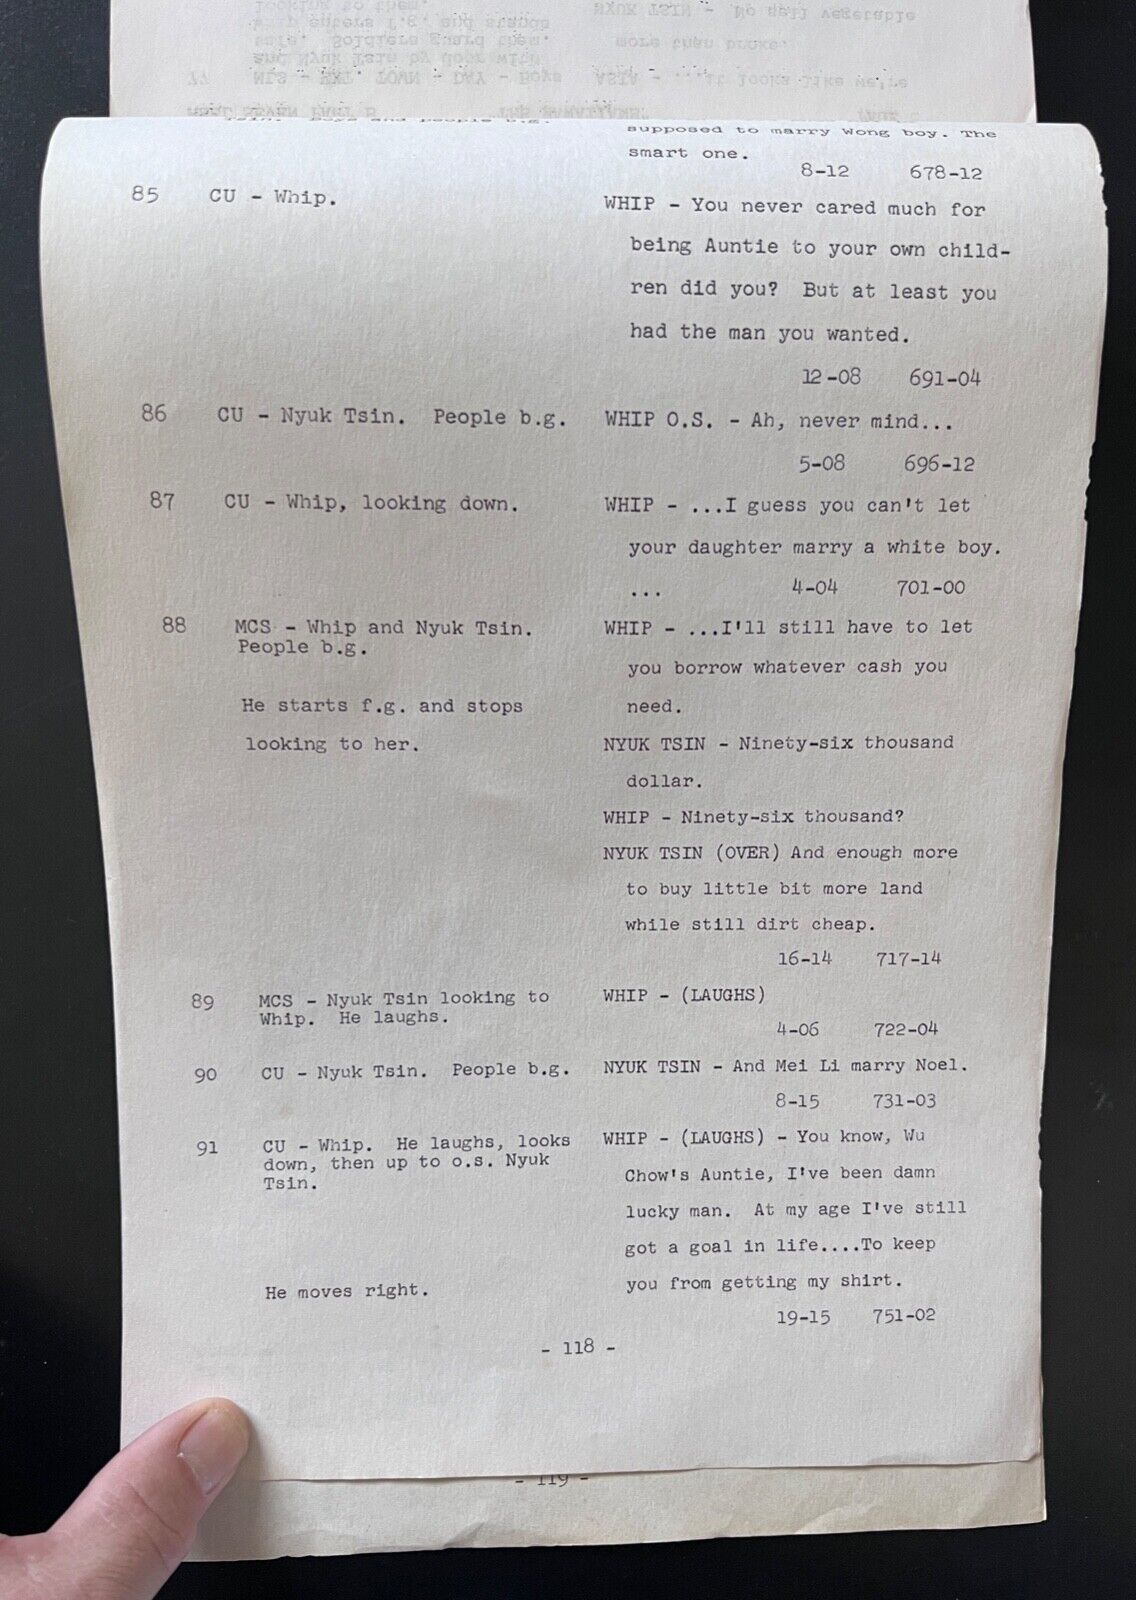 Tsin. Boys and people b.g.
supposed to marry Wong boy. The
smart one.
8-12 678-12
85 CU - Whip. WHIP - You never cared much for
being Auntie to your own child-
ren did you? But at least you
had the man you wanted.
12-08 691-04
86 CU - Nyuk Tsin. People b.g. WHIP O.S. - Ah, never mind...
5-08 696-12
87 CU - Whip, looking down. WHIP - ...I guess you can't let
your daughter marry a white boy.
... 4-04 701-00
88 MCS - Whip and Nyuk Tsin. WHIP - ...I'll still have to let
People b.g.
you borrow whatever cash you
He starts f.g. and stops need.
looking to her. NYUK TSIN - Ninety-six thousand
dollar.
WHIP - Ninety-six thousand?
NYUK TSIN (OVER) And enough more
to buy little bit more land
while still dirt cheap.
16-14 717-14
89 MCS - Nyuk Tsin looking to WHIP - (LAUGHS)
Whip. He laughs.
4-06 722-04
90 CU - Nyuk Tsin. People b.g. NYUK TSIN - And Mei Li marry Noel.
8-15 731-03
91 CU - Whip. He laughs, looks WHIP - (LAUGHS) - You know, Wu
down, then up to o.s. Nyuk
Tsin. Chow's Auntie, I've been damn
lucky man. At my age I've still
got a goal in life....To keep
He moves right. you from getting my shirt.
19-15 751-02
- 118 -
- 119 -